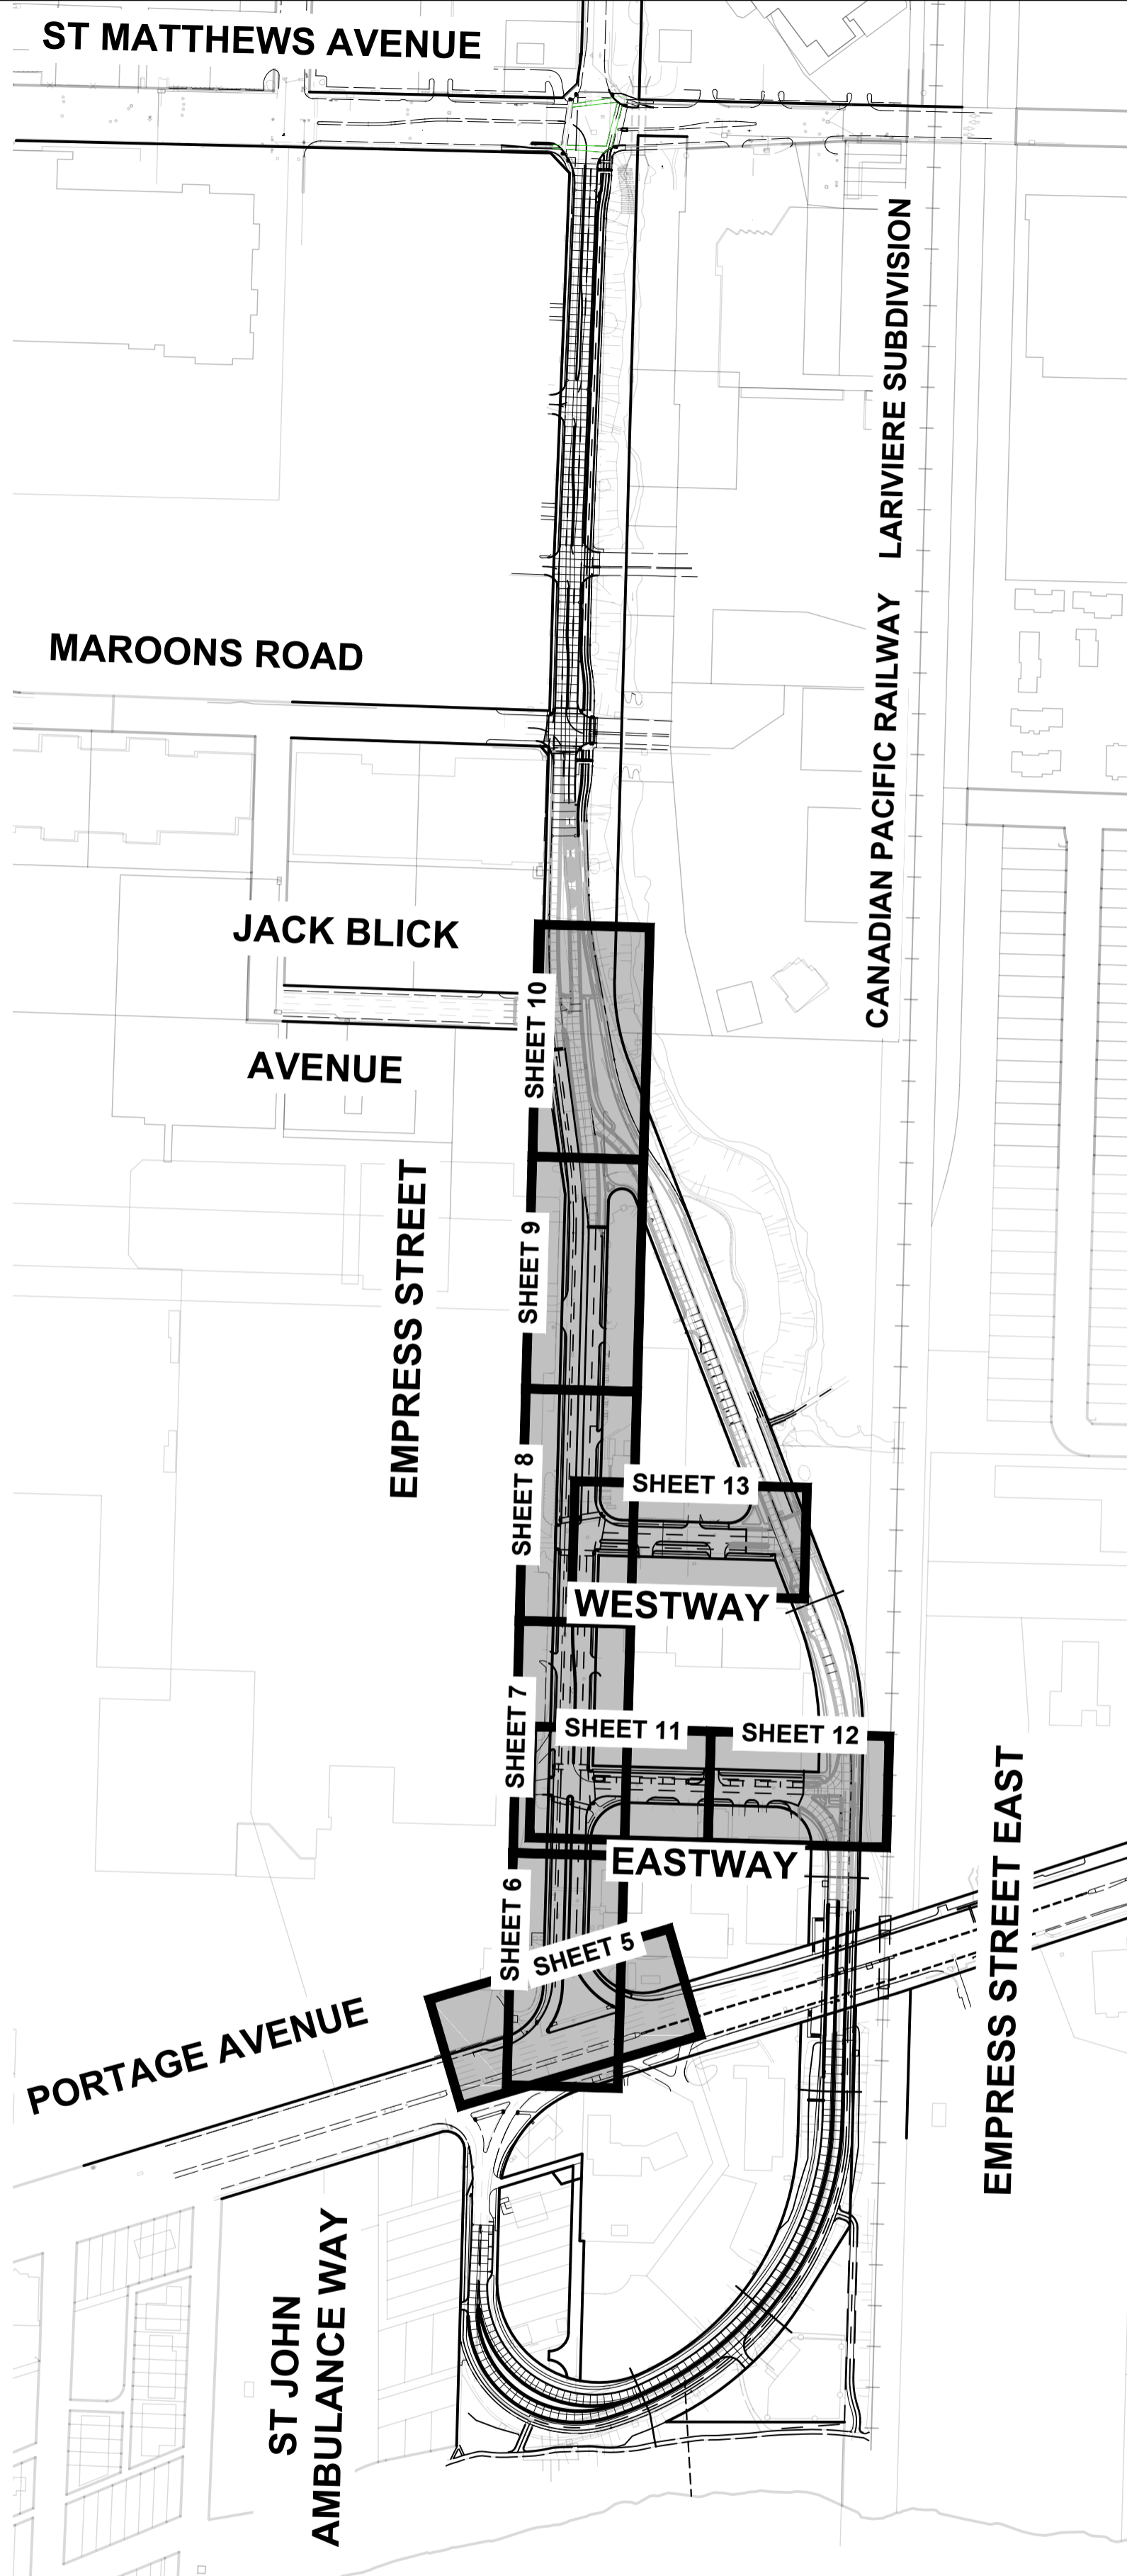 ST MATTHEWS AVENUE
CANADIAN PACIFIC RAILWAY LARIVIERE SUBDIVISION
MAROONS ROAD
JACK BLICK
AVENUE
SHEET 10
EMPRESS STREET
SHEET 9
SHEET 8
SHEET 13
WESTWAY
SHEET 7
SHEET 11
SHEET 12
EASTWAY
EMPRESS STREET EAST
SHEET 6
SHEET 5
PORTAGE AVENUE
ST JOHN
AMBULANCE WAY